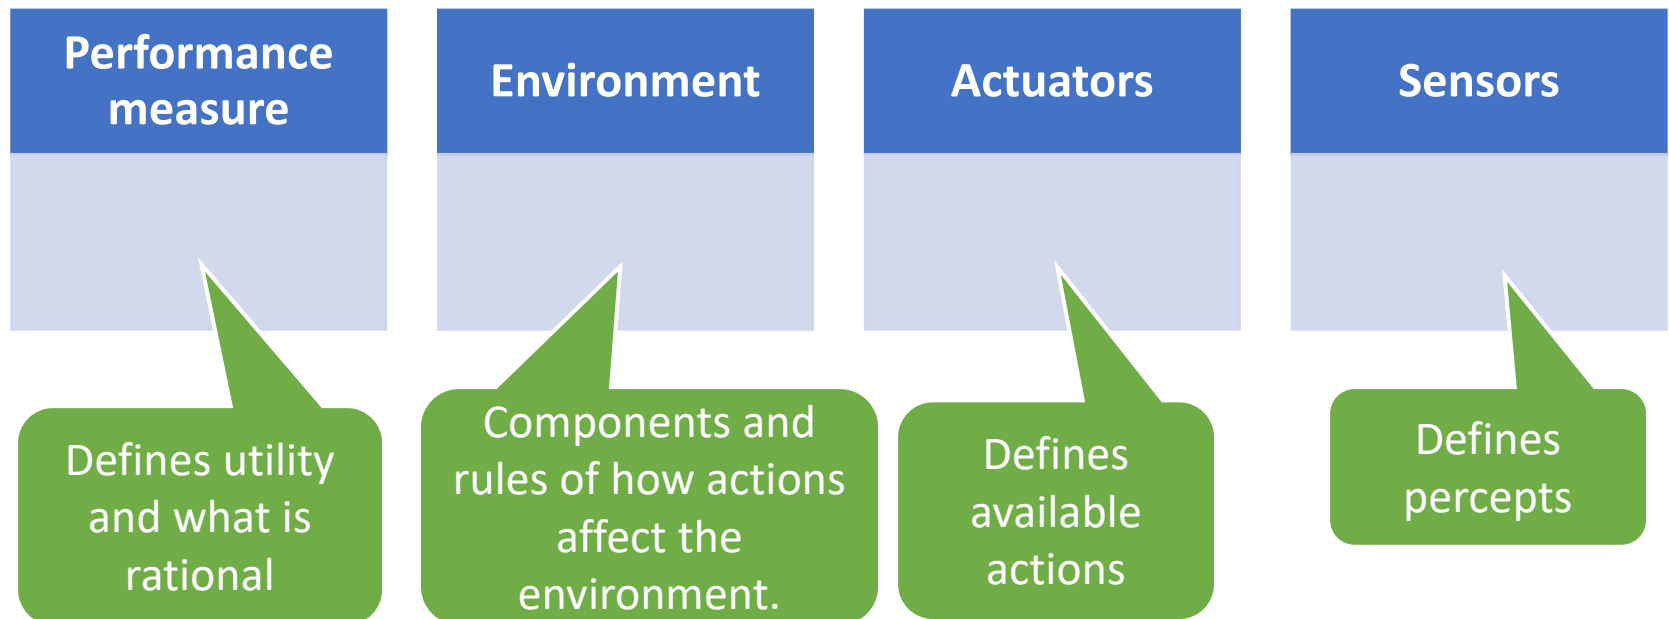 Performance
measure
Environment
Actuators
Sensors
Defines utility
and what is
rational
Components and
rules of how actions
affect the
environment.
Defines
available
actions
Defines
percepts